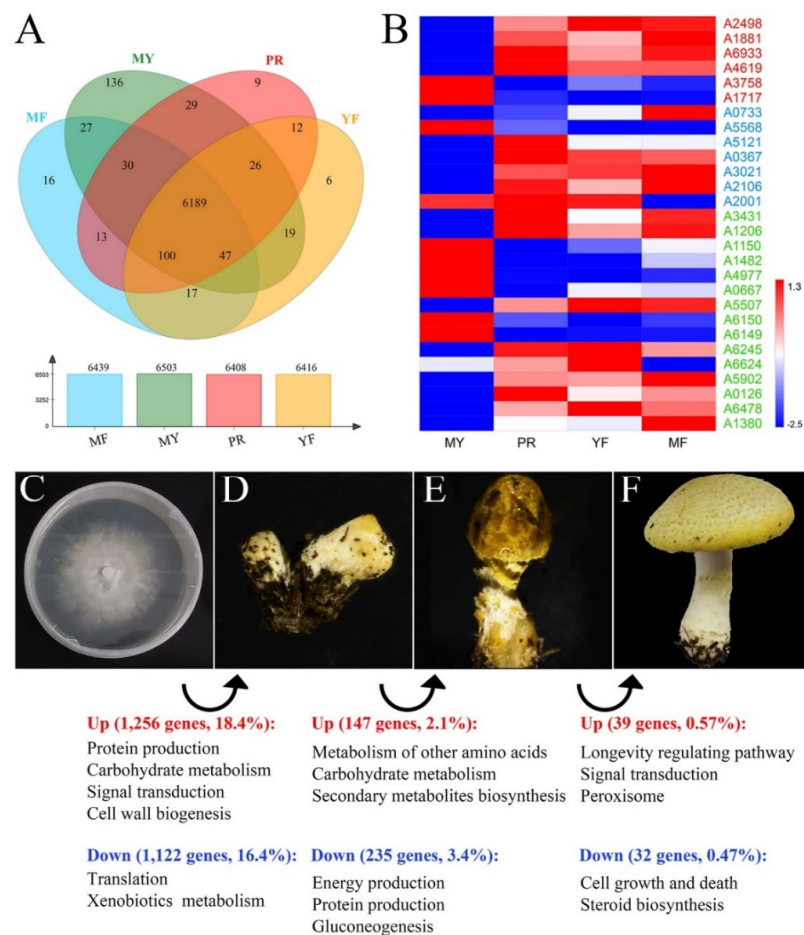 A
MY
PR
136
9
29
MF
YF
27
12
30
26
16
6
6189
13
19
100
47
17
6439
6503
6408
6416
6503
3252
0
MF
MY
PR
YF
B
A2498
A1881
A6933
A4619
A3758
A1717
A0733
A5568
A5121
A0367
A3021
A2106
A2001
A3431
A1206
A1150
A1482
A4977
A0667
A5507
A6150
A6149
A6245
A6624
A5902
A0126
A6478
A1380
1.3
-2.5
MY PR YF MF
C
D
E
F
Up (1,256 genes, 18.4%):
Protein production
Carbohydrate metabolism
Signal transduction
Cell wall biogenesis
Down (1,122 genes, 16.4%):
Translation
Xenobiotics metabolism
Up (147 genes, 2.1%):
Metabolism of other amino acids
Carbohydrate metabolism
Secondary metabolites biosynthesis
Down (235 genes, 3.4%):
Energy production
Protein production
Gluconeogenesis
Up (39 genes, 0.57%):
Longevity regulating pathway
Signal transduction
Peroxisome
Down (32 genes, 0.47%):
Cell growth and death
Steroid biosynthesis